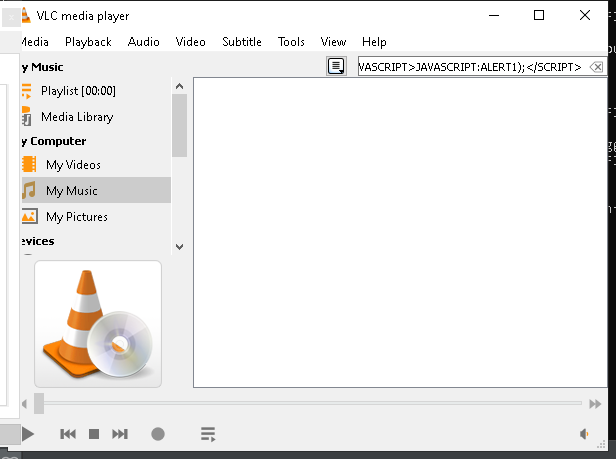 VLC media player
Media Playback Audio Video Subtitle Tools View Help
y Music
VASCRIPT>JAVASCRIPT:ALERT1);</SCRIPT>
Playlist [00:00]
Media Library
y Computer
My Videos
My Music
My Pictures
evices